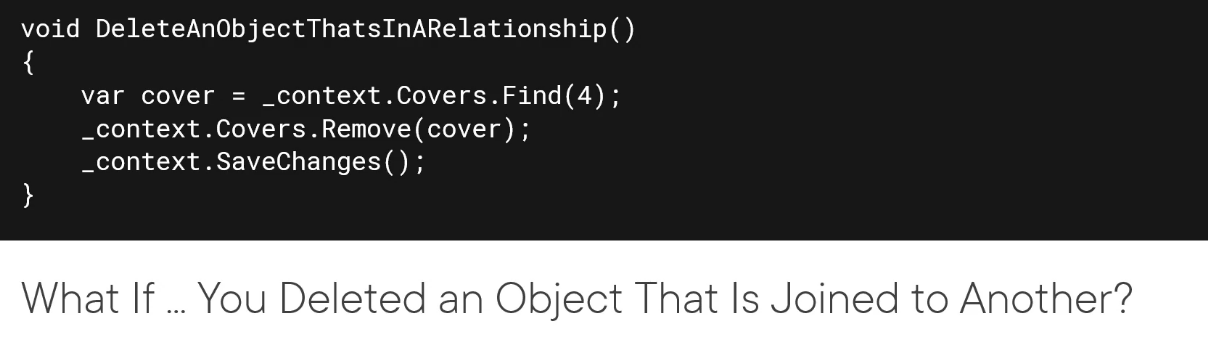 void DeleteAnObjectThatsInARelationship()
{
    var cover = _context.Covers.Find(4);
    _context.Covers.Remove(cover);
    _context.SaveChanges();
}
What If ... You Deleted an Object That Is Joined to Another?